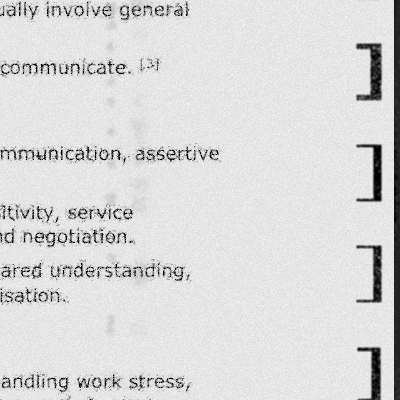 ually involve general
communicate. [3]
mmunication, assertive
itivity, service
nd negotiation.
ared understanding,
isation.
andling work stress,